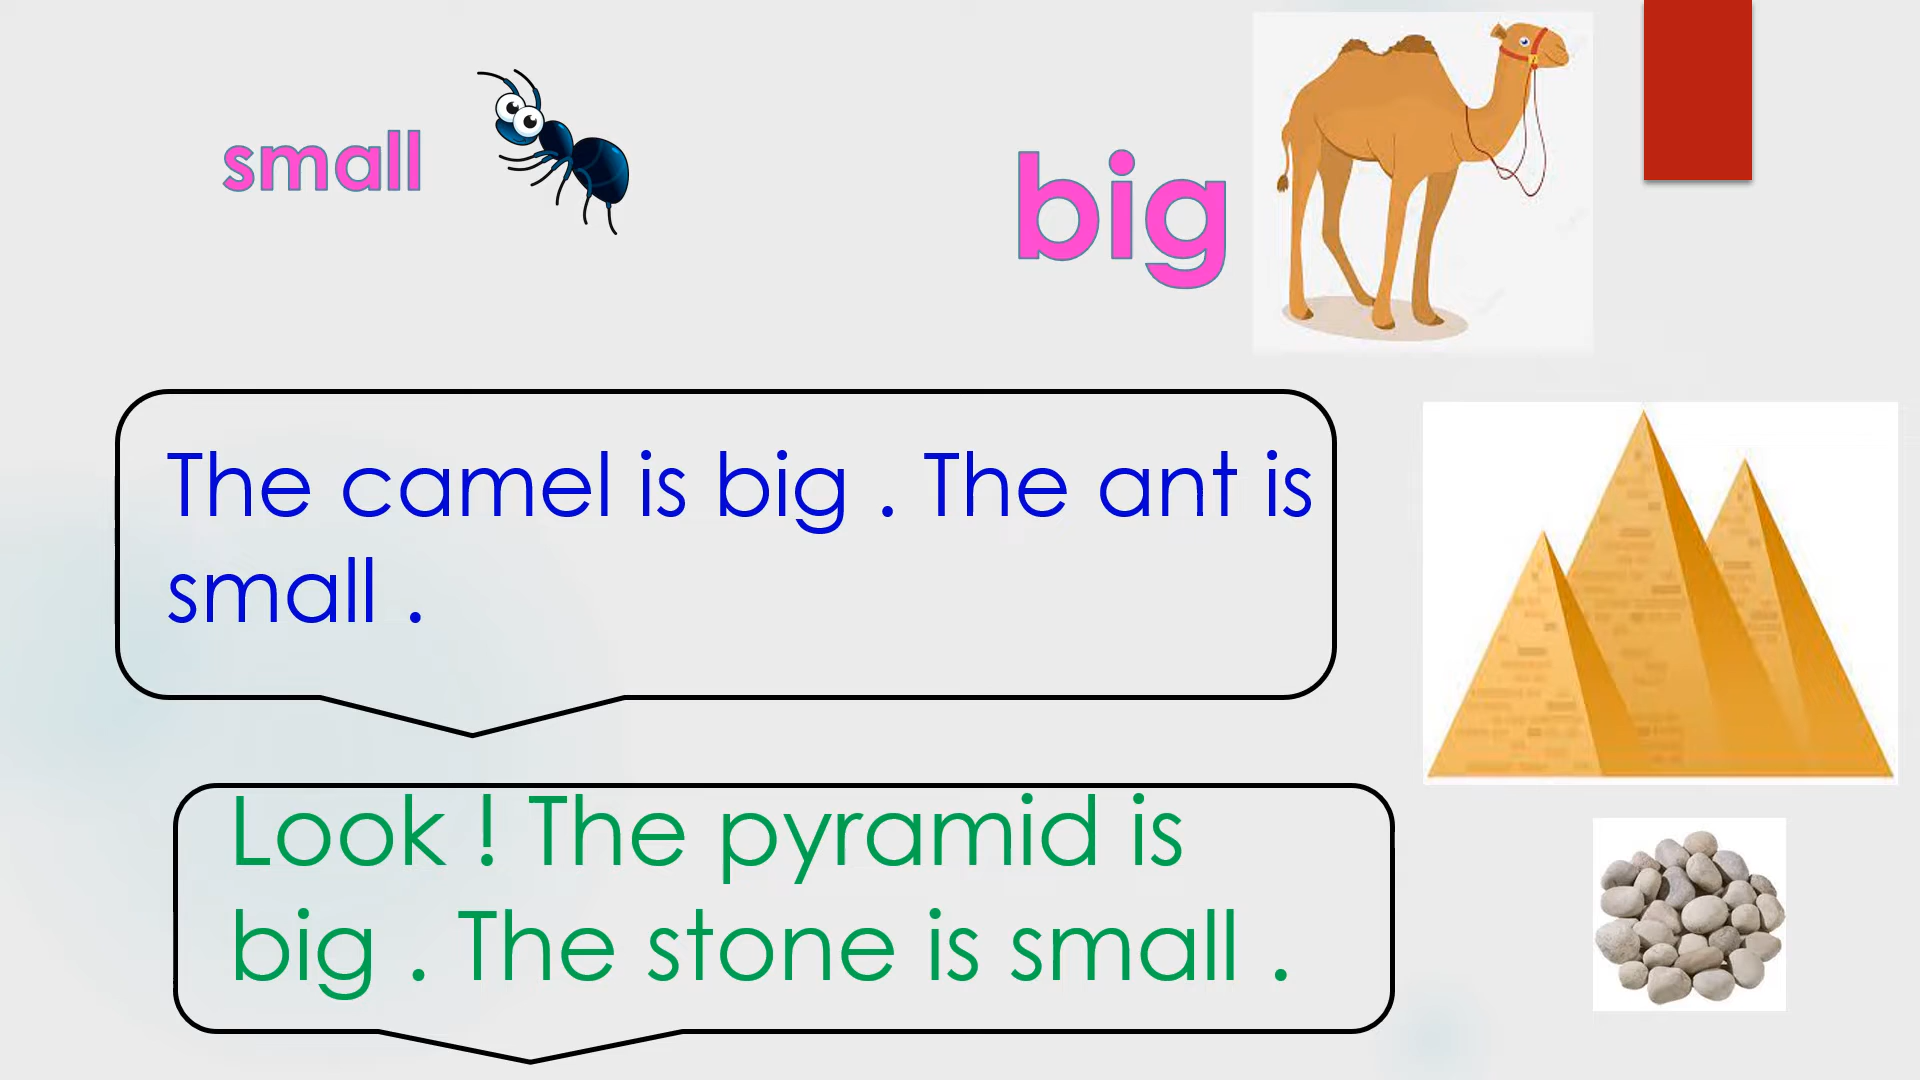 small
big
The camel is big . The ant is
small .
Look ! The pyramid is
big . The stone is small .